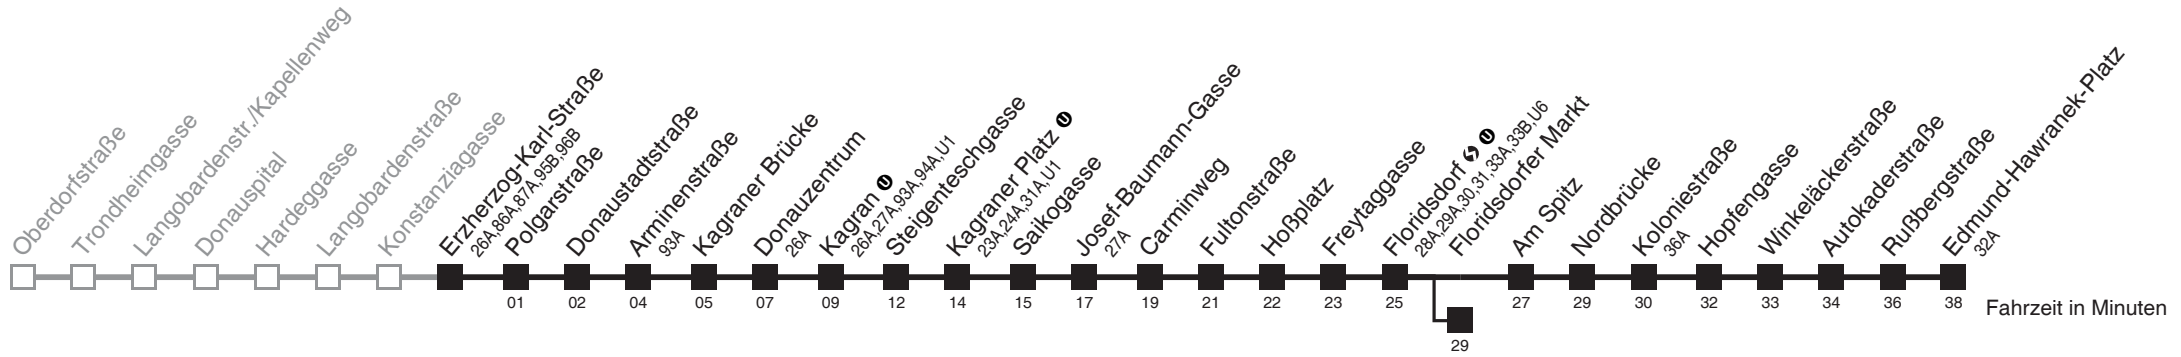 Oberdorfstraße
Trondheimgasse
Langobardenstr./Kapellenweg
Donauspital
Hardeggasse
Langobardenstraße
Konstanziagasse
Erzherzog-Karl-Straße
26A,86A,87A,95B,96B
Polgarstraße
01
Donaustadtstraße
02
Arminenstraße
93A
04
Kagraner Brücke
05
Donauzentrum
26A
07
Kagran U
26A,27A,93A,94A,U1
09
Steigenteschgasse
12
Kagraner Platz U
23A,24A,31A,U1
14
Saikogasse
15
Josef-Baumann-Gasse
27A
17
Carminweg
19
Fultonstraße
21
Hoßplatz
22
Freytaggasse
23
Floridsdorf U
28A,29A,30,31,33A,33B,U6
25
Floridsdorfer Markt
29
Am Spitz
27
Nordbrücke
29
Koloniestraße
36A
30
Hopfengasse
32
Winkeläckerstraße
33
Autokaderstraße
34
Rußbergstraße
36
Edmund-Hawranek-Platz
32A
38
Fahrzeit in Minuten